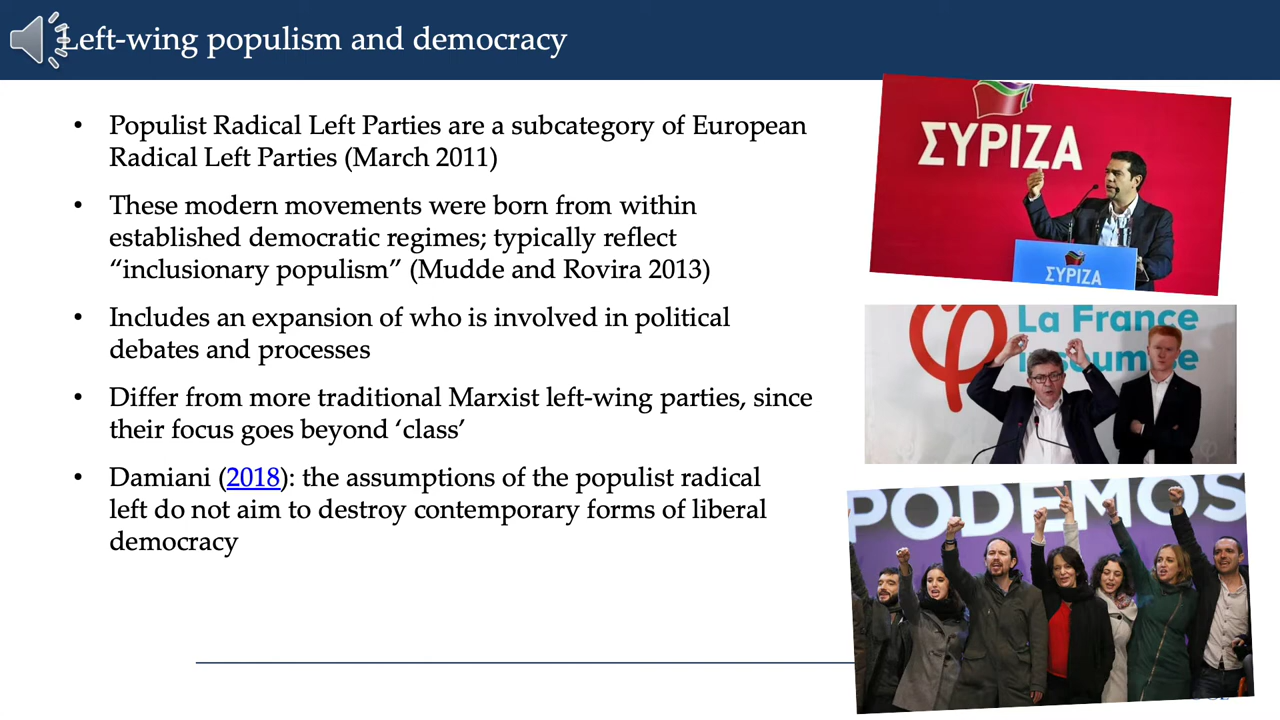 Left-wing populism and democracy
• Populist Radical Left Parties are a subcategory of European
Radical Left Parties (March 2011)
• These modern movements were born from within
established democratic regimes; typically reflect
“inclusionary populism” (Mudde and Rovira 2013)
• Includes an expansion of who is involved in political
debates and processes
• Differ from more traditional Marxist left-wing parties, since
their focus goes beyond ‘class’
• Damiani (2018): the assumptions of the populist radical
left do not aim to destroy contemporary forms of liberal
democracy
ΣΥΡΙΖΑ
ΣΥΡΙΖΑ
La France
insoumise
PODEMOS